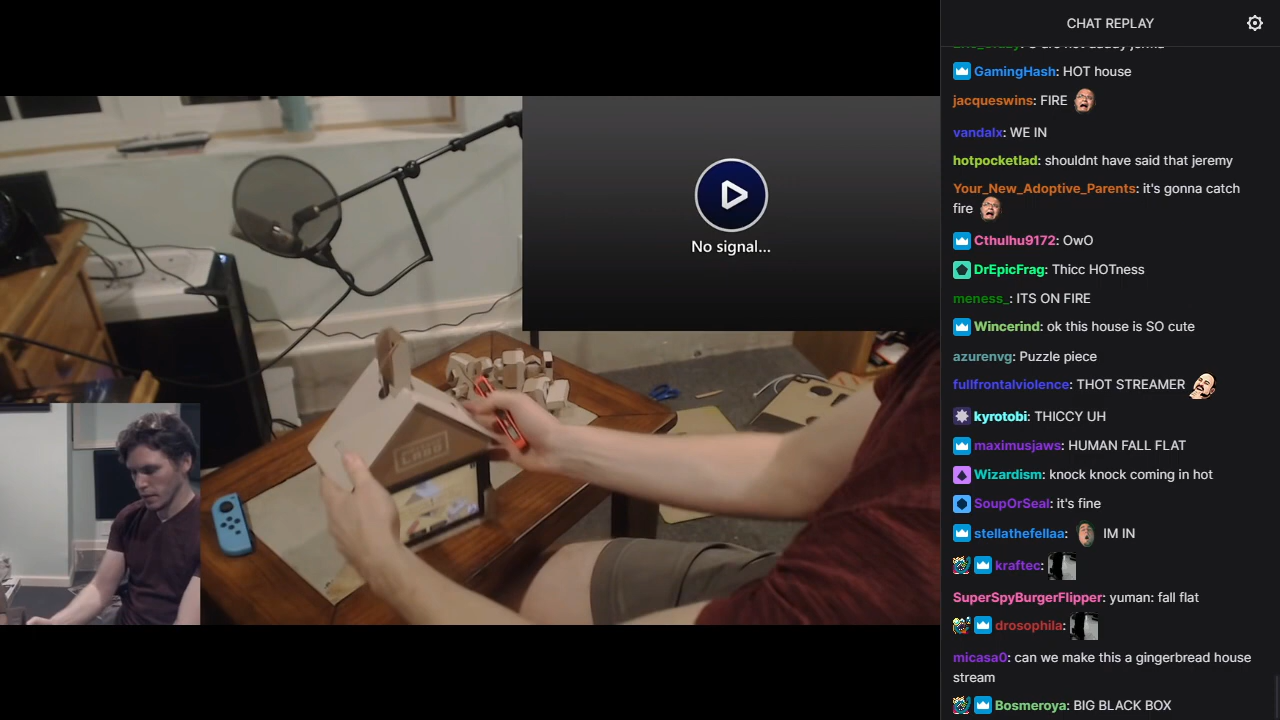 CHAT REPLAY
GamingHash: HOT house
jacqueswins: FIRE
vandalx: WE IN
hotpocketlad: shouldnt have said that jeremy
Your_New_Adoptive_Parents: it's gonna catch
fire
Cthulhu9172: OwO
DrEpicFrag: Thicc HOTness
meness_: ITS ON FIRE
Wincerind: ok this house is SO cute
azurenvg: Puzzle piece
fullfrontalviolence: THOT STREAMER
kyrotobi: THICCY UH
maximusjaws: HUMAN FALL FLAT
Wizardism: knock knock coming in hot
SoupOrSeal: it's fine
stellathefellaa: IM IN
kraftec:
SuperSpyBurgerFlipper: yuman: fall flat
drosophila:
micasa0: can we make this a gingerbread house
stream
Bosmeroya: BIG BLACK BOX
No signal...
LABO